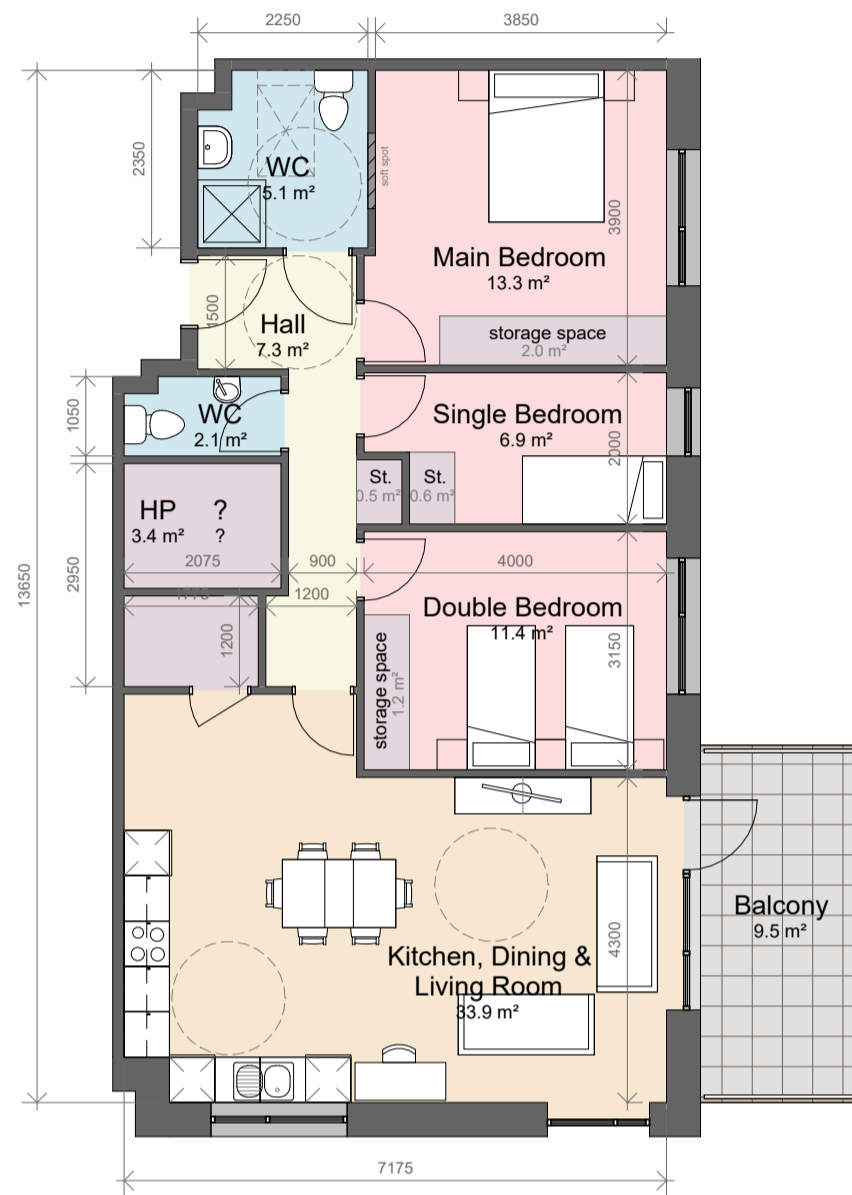 2250
3850
2350
WC
5.1 m²
soft spot
3900
Main Bedroom
13.3 m²
1500
Hall
7.3 m²
storage space
2.0 m²
1050
WC
2.1 m²
Single Bedroom
6.9 m²
2000
St.
0.5 m²
St.
0.6 m²
HP ?
3.4 m² ?
2075
900
4000
13650
2950
1200
1200
Double Bedroom
11.4 m²
3150
storage space
1.2 m²
Balcony
9.5 m²
4300
Kitchen, Dining &
Living Room
33.9 m²
7175